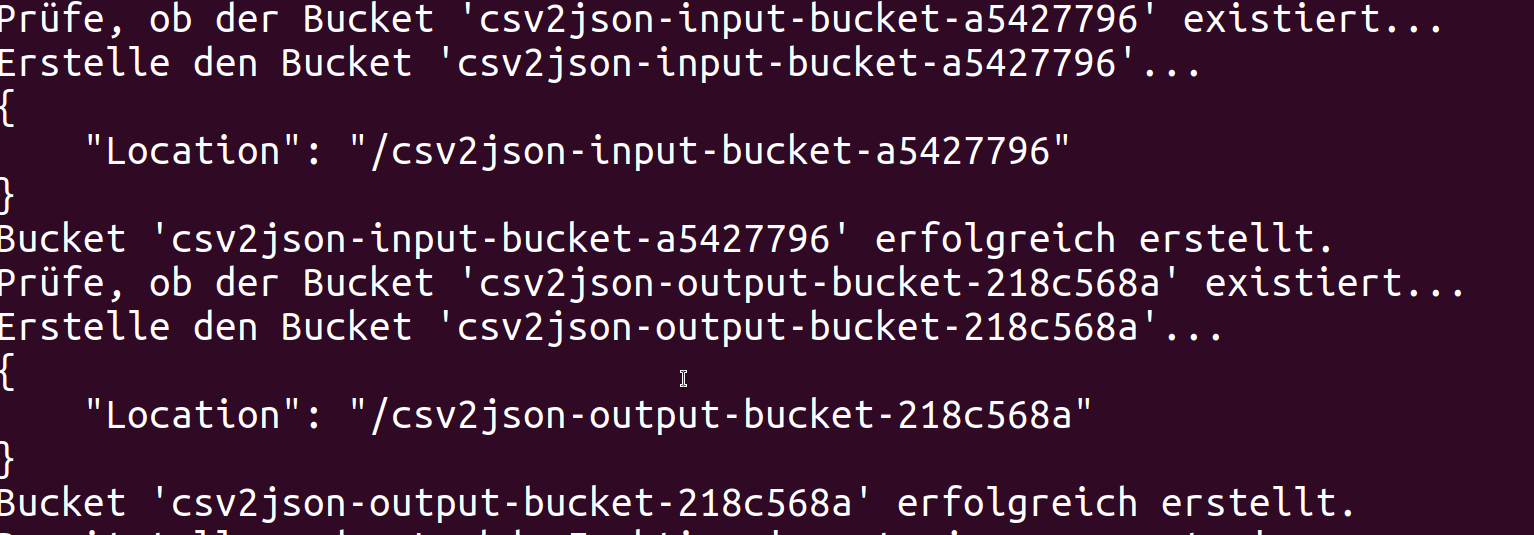 Prüfe, ob der Bucket 'csv2json-input-bucket-a5427796' existiert...
Erstelle den Bucket 'csv2json-input-bucket-a5427796'...
{
    "Location": "/csv2json-input-bucket-a5427796"
}
Bucket 'csv2json-input-bucket-a5427796' erfolgreich erstellt.
Prüfe, ob der Bucket 'csv2json-output-bucket-218c568a' existiert...
Erstelle den Bucket 'csv2json-output-bucket-218c568a'...
{
    "Location": "/csv2json-output-bucket-218c568a"
}
Bucket 'csv2json-output-bucket-218c568a' erfolgreich erstellt.